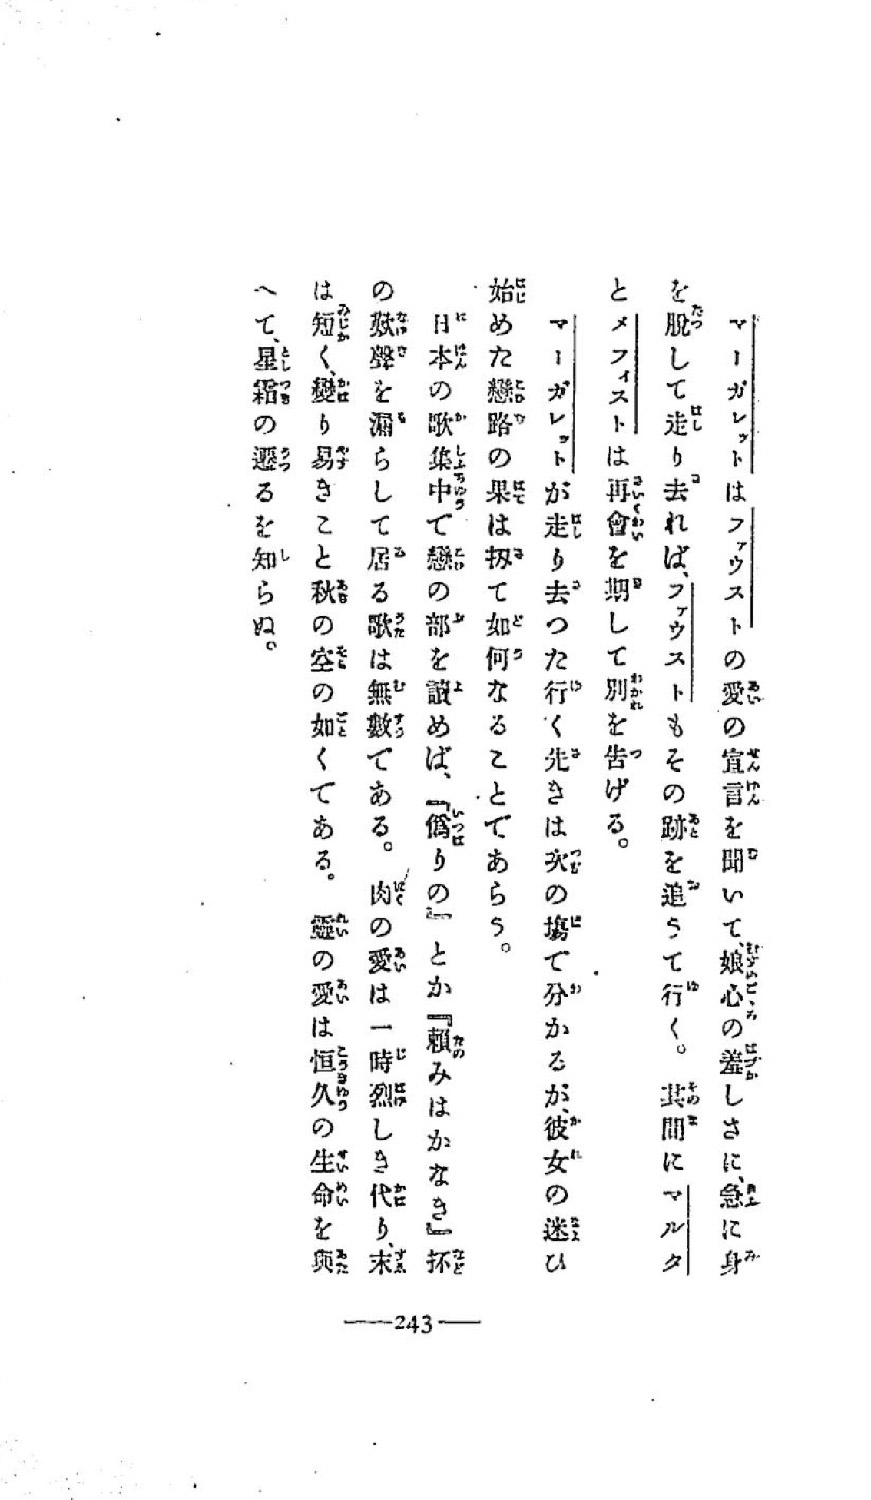 マーガレットはファウストの愛の宣言を聞いて、娘心の羞しさに、急に身
を脱して走り去れば、ファウストもその跡を追うて行く。其間にマルタ
とメフィストは再會を期して別を告げる。
マーガレットが走り去つた行く先きは次の塲で分かるが、彼女の迷ひ
始めた戀路の果は扨て如何なることであらう。
日本の歌集中で戀の部を讀めば、『僞りの』とか『頼みはかなき』抔
の歎聲を漏らして居る歌は無數である。肉の愛は一時烈しき代り、末
は短く、變り易きこと秋の空の如くである。靈の愛は恒久の生命を與
へて、星霜の遷るを知らぬ。
243